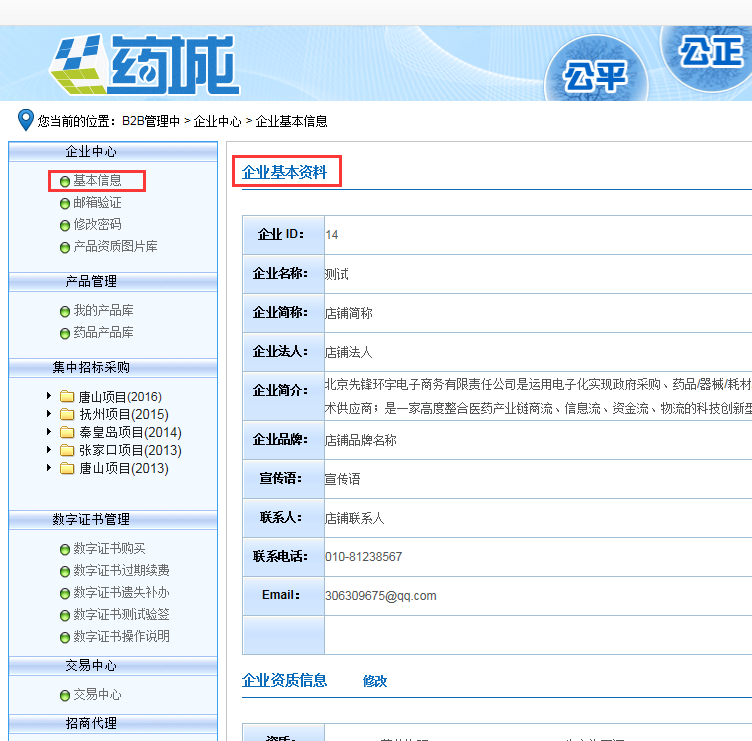 药城
公平
公正
您当前的位置：B2B管理中 > 企业中心 > 企业基本信息
企业中心
基本信息
邮箱验证
修改密码
产品资质图片库
产品管理
我的产品库
药品产品库
集中招标采购
唐山项目(2016)
抚州项目(2015)
秦皇岛项目(2014)
张家口项目(2013)
唐山项目(2013)
数字证书管理
数字证书购买
数字证书过期续费
数字证书遗失补办
数字证书测试验签
数字证书操作说明
交易中心
交易中心
招商代理
企业基本资料
企业 ID： 14
企业名称： 测试
企业简称： 店铺简称
企业法人： 店铺法人
企业简介： 北京先锋环宇电子商务有限责任公司是运用电子化实现政府采购、药品/器械/耗材
术供应商；是一家高度整合医药产业链商流、信息流、资金流、物流的科技创新型
企业品牌： 店铺品牌名称
宣传语： 宣传语
联系人： 店铺联系人
联系电话： 010-81238567
Email： 306309675@qq.com
企业资质信息 修改
资质：